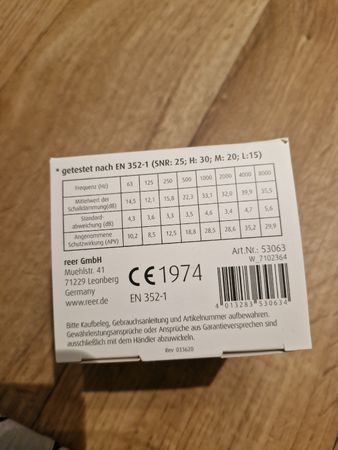 * getestet nach EN 352-1 (SNR: 25; H: 30; M: 20; L:15)
Frequenz (Hz) 63 125 250 500 1000 2000 4000 8000
Mittelwert der Schalldämmung(dB) 14,5 12,1 15,8 22,3 33,1 32,0 39,9 35,5
Standard-abweichung (dB) 4,3 3,6 3,3 3,5 4,6 3,4 4,7 5,6
Angenommene Schutzwirkung (APV) 10,2 8,5 12,5 18,8 28,5 28,6 35,2 29,9
reer GmbH
Muehlstr. 41
71229 Leonberg
Germany
www.reer.de
CE 1974
EN 352-1
Art.Nr.: 53063
W_7102364
4 013283 530634
Bitte Kaufbeleg, Gebrauchsanleitung und Artikelnummer aufbewahren.
Gewährleistungsansprüche oder Ansprüche aus Garantieversprechen sind
ausschließlich mit dem Händler abzuwickeln.
Rev 033620